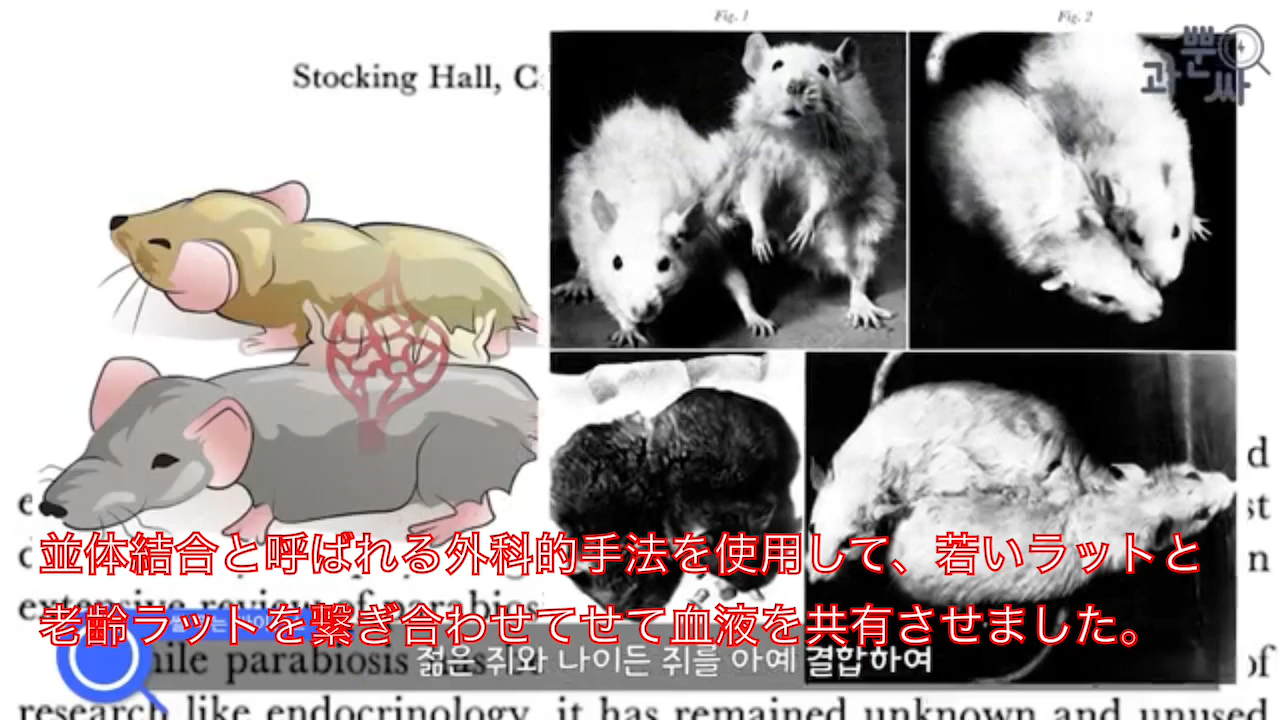 Fig. 1
Fig. 2
과뿐싸
Stocking Hall, C
d
st
n
並体結合と呼ばれる外科的手法を使用して、若いラットと
extensive review of parabios
老齢ラットを繋ぎ合わせてせて血液を共有させました。
parabiosis
젊은 쥐와 나이든 쥐를 아예 결합하여
of
research like endocrinology, it has remained unknown and unused